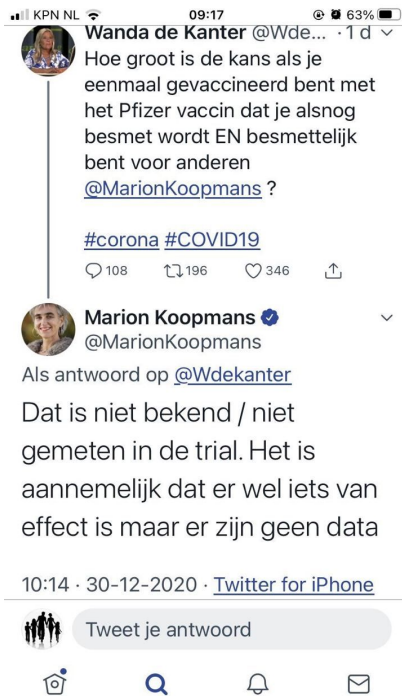 KPN NL 09:17 63%
Wanda de Kanter @Wde... · 1 d
Hoe groot is de kans als je
eenmaal gevaccineerd bent met
het Pfizer vaccin dat je alsnog
besmet wordt EN besmettelijk
bent voor anderen
@MarionKoopmans ?
#corona #COVID19
108 196 346
Marion Koopmans
@MarionKoopmans
Als antwoord op @Wdekanter
Dat is niet bekend / niet
gemeten in de trial. Het is
aannemelijk dat er wel iets van
effect is maar er zijn geen data
10:14 · 30-12-2020 · Twitter for iPhone
Tweet je antwoord